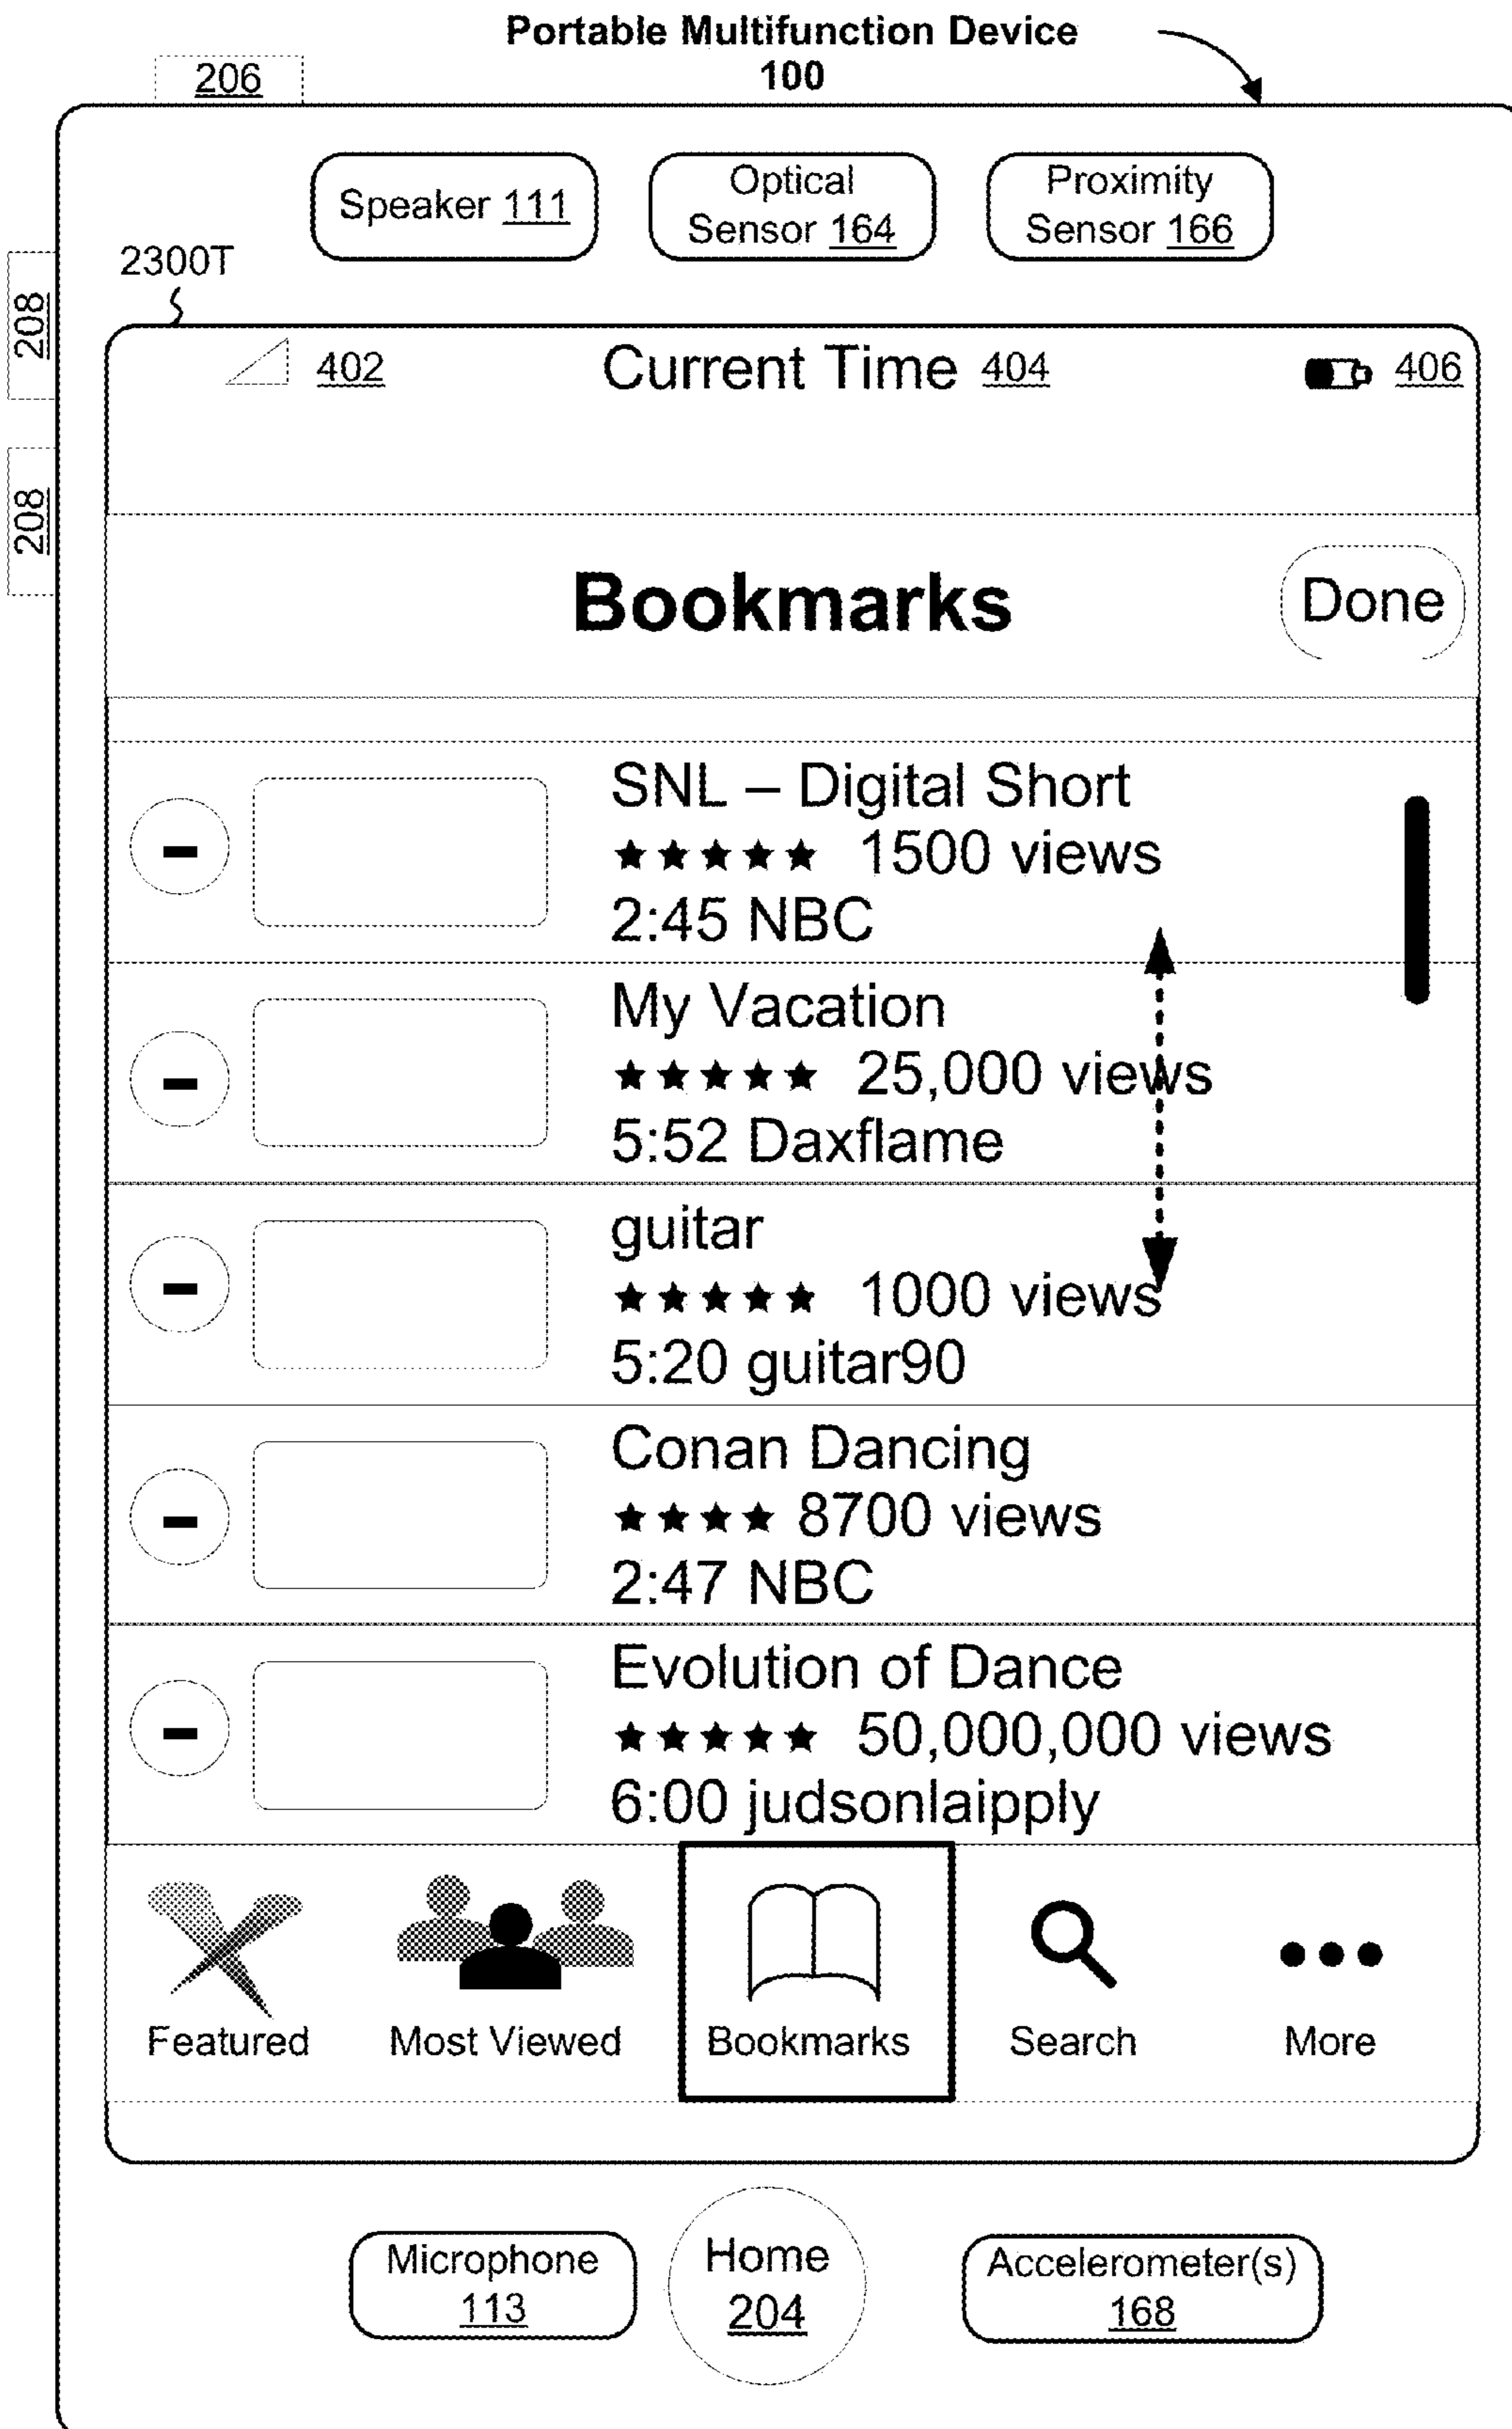 Portable Multifunction Device
100
206
Speaker 111
Optical
Sensor 164
Proximity
Sensor 166
2300T
208
208
402
Current Time 404
406
Bookmarks
Done
SNL – Digital Short
★★★★★ 1500 views
2:45 NBC
My Vacation
★★★★★ 25,000 views
5:52 Daxflame
guitar
★★★★★ 1000 views
5:20 guitar90
Conan Dancing
★★★★ 8700 views
2:47 NBC
Evolution of Dance
★★★★★ 50,000,000 views
6:00 judsonlaipply
Featured
Most Viewed
Bookmarks
Search
More
Microphone
113
Home
204
Accelerometer(s)
168